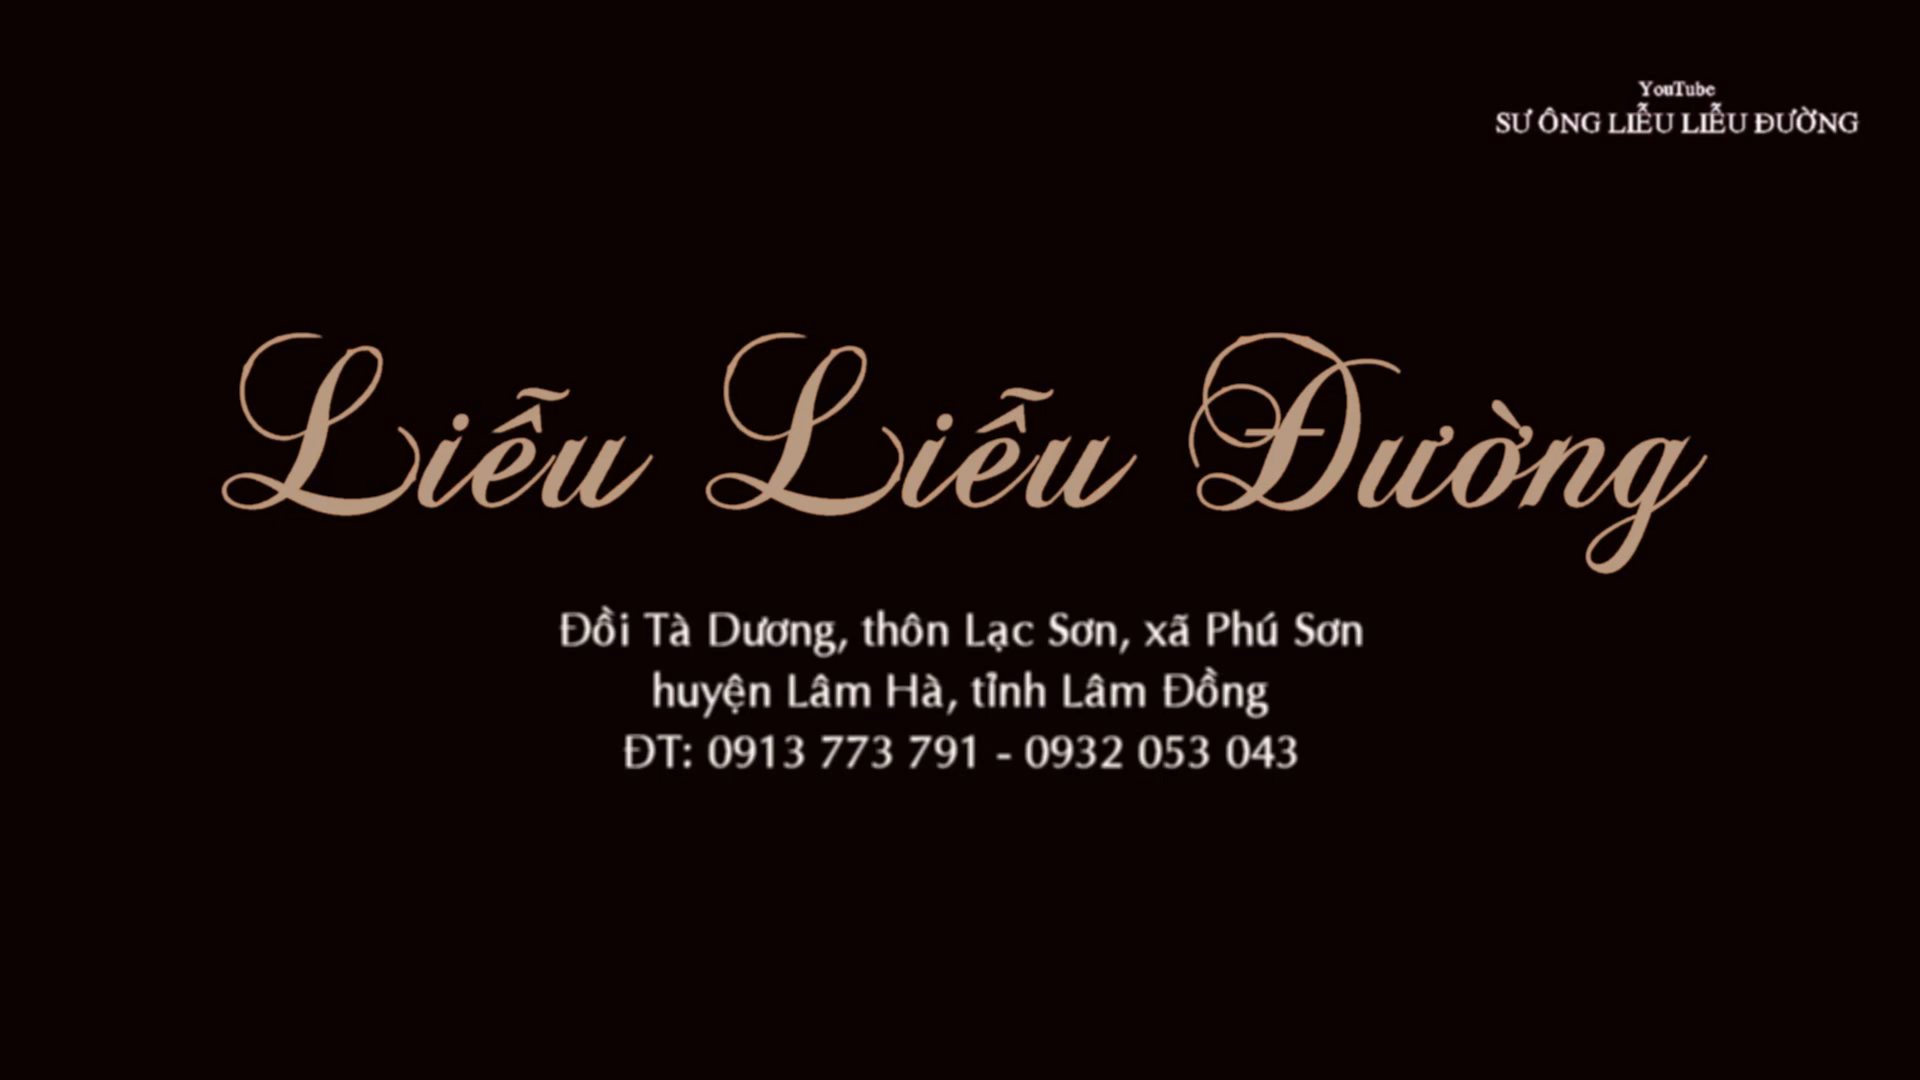 YouTube
SƯ ÔNG LIỄU LIỄU ĐƯỜNG
Liễu Liễu Đường
Đồi Tà Dương, thôn Lạc Sơn, xã Phú Sơn
huyện Lâm Hà, tỉnh Lâm Đồng
ĐT: 0913 773 791 - 0932 053 043